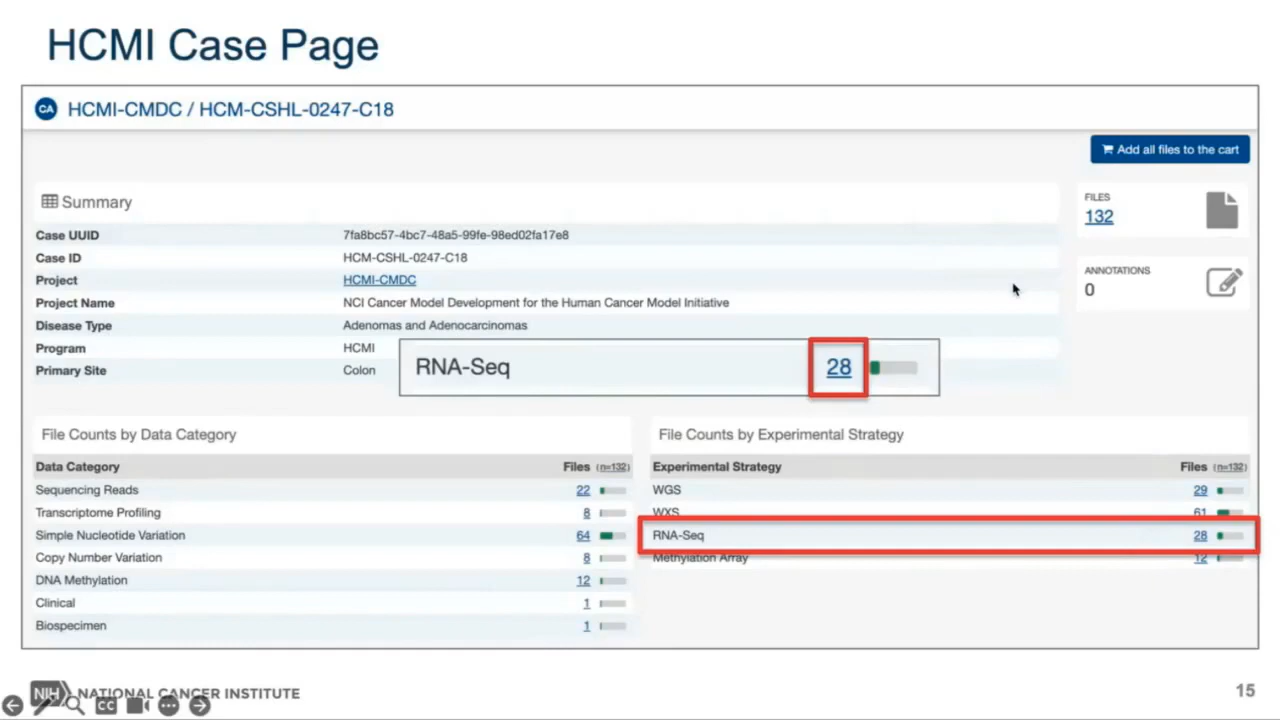 HCMI Case Page
CA HCMI-CMDC / HCM-CSHL-0247-C18
Add all files to the cart
Summary
FILES
132
Case UUID 7fa8bc57-4bc7-48a5-99fe-98ed02fa17e8
Case ID HCM-CSHL-0247-C18
ANNOTATIONS
0
Project HCMI-CMDC
Project Name NCI Cancer Model Development for the Human Cancer Model Initiative
Disease Type Adenomas and Adenocarcinomas
Program HCMI
Primary Site Colon
RNA-Seq 28
File Counts by Data Category
Data Category Files (n=132)
Sequencing Reads 22
Transcriptome Profiling 8
Simple Nucleotide Variation 64
Copy Number Variation 8
DNA Methylation 12
Clinical 1
Biospecimen 1
File Counts by Experimental Strategy
Experimental Strategy Files (n=132)
WGS 29
WXS 61
RNA-Seq 28
Methylation Array 12
NIH NATIONAL CANCER INSTITUTE
CC
15